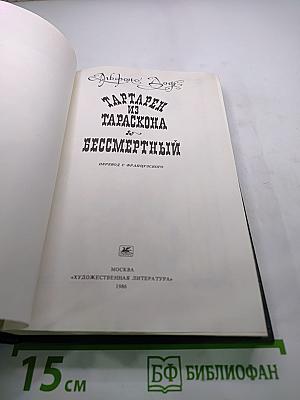 Альфонс Доде
ТАРТАРЕН
ИЗ
ТАРАСКОНА
БЕССМЕРТНЫЙ
ПЕРЕВОД С ФРАНЦУЗСКОГО
МОСКВА
«ХУДОЖЕСТВЕННАЯ ЛИТЕРАТУРА»
1986
15 см
БФ БИБЛИОФАН